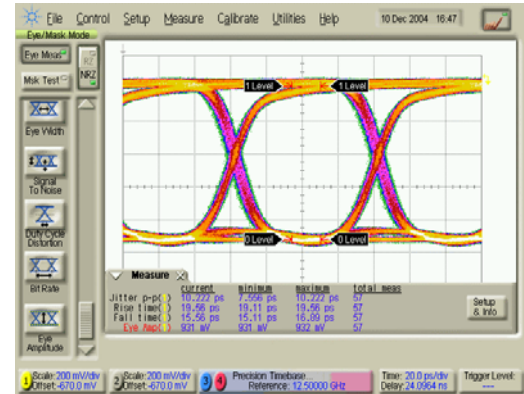 File Control Setup Measure Calibrate Utilities Help 10 Dec 2004 16:47
Eye/Mask Mode
Eye Meas
RZ
Msk Test
NRZ
1 Level 1 Level
Eye Width
Signal To Noise
Duty Cycle Distortion
0 Level 0 Level
Bit Rate
Measure
current minimum maximum total meas
Jitter p-p( ) 10.222 ps 7.556 ps 10.222 ps 57
Rise time( ) 19.56 ps 19.11 ps 19.56 ps 57
Fall time( ) 15.56 ps 15.11 ps 16.89 ps 57
Eye Amp( ) 931 mV 931 mV 932 mV 57
Setup & Info
Eye Amplitude
1 Scale: 200 mV/div 2 Scale: 200 mV/div 3 4 Precision Timebase Time: 20.0 ps/div Trigger Level:
Offset: -670.0 mV Offset: -670.0 mV Reference: 12.50000 GHz Delay: 24.0964 ns ---